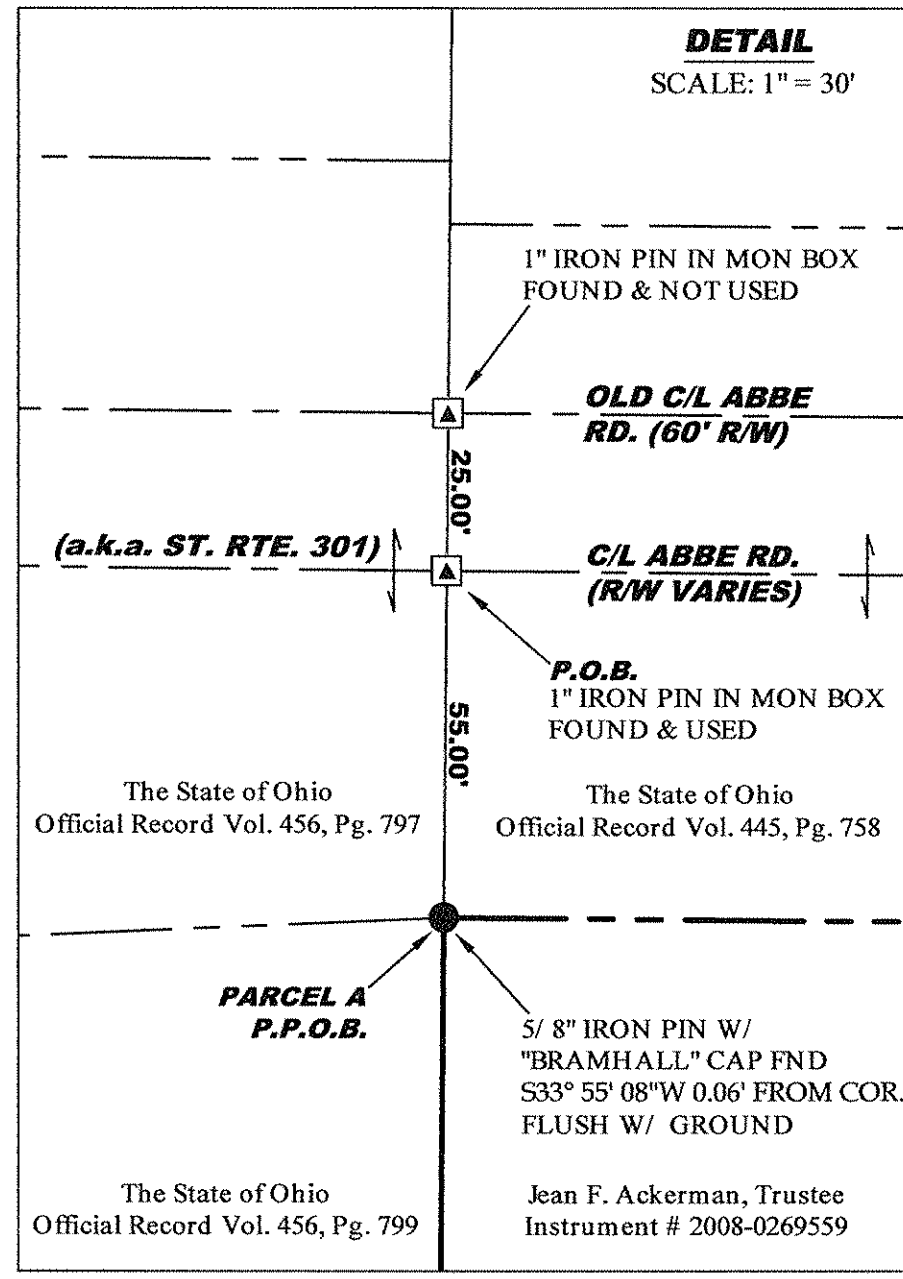 DETAIL
SCALE: 1" = 30'
1" IRON PIN IN MON BOX
FOUND & NOT USED
OLD C/L ABBE
RD. (60' R/W)
25.00'
(a.k.a. ST. RTE. 301)
C/L ABBE RD.
(R/W VARIES)
P.O.B.
1" IRON PIN IN MON BOX
FOUND & USED
55.00'
The State of Ohio
Official Record Vol. 456, Pg. 797
The State of Ohio
Official Record Vol. 445, Pg. 758
PARCEL A
P.P.O.B.
5/ 8" IRON PIN W/
"BRAMHALL" CAP FND
S33° 55' 08"W 0.06' FROM COR.
FLUSH W/ GROUND
The State of Ohio
Official Record Vol. 456, Pg. 799
Jean F. Ackerman, Trustee
Instrument # 2008-0269559